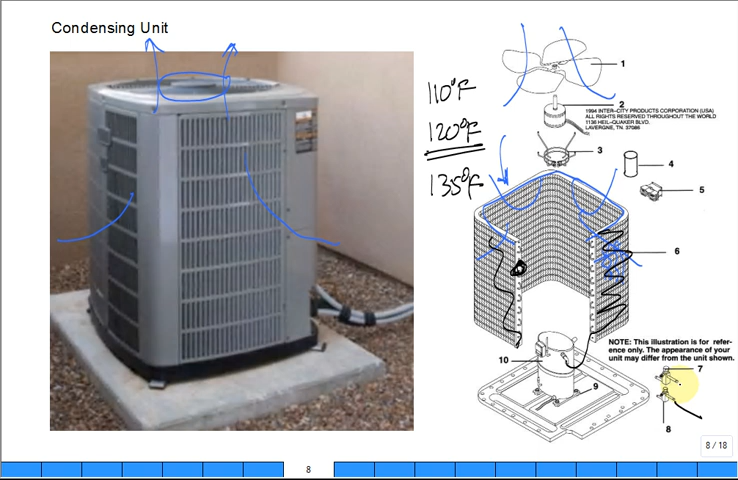 Condensing Unit
1
2
1994 INTER-CITY PRODUCTS CORPORATION (USA)
ALL RIGHTS RESERVED THROUGHOUT THE WORLD
1136 HEIL-QUAKER BLVD.
LAVERGNE, TN. 37086
110°F
120°F
135°F
3
4
5
6
NOTE: This illustration is for refer-
ence only. The appearance of your
unit may differ from the unit shown.
10
7
9
8
8 / 18
8